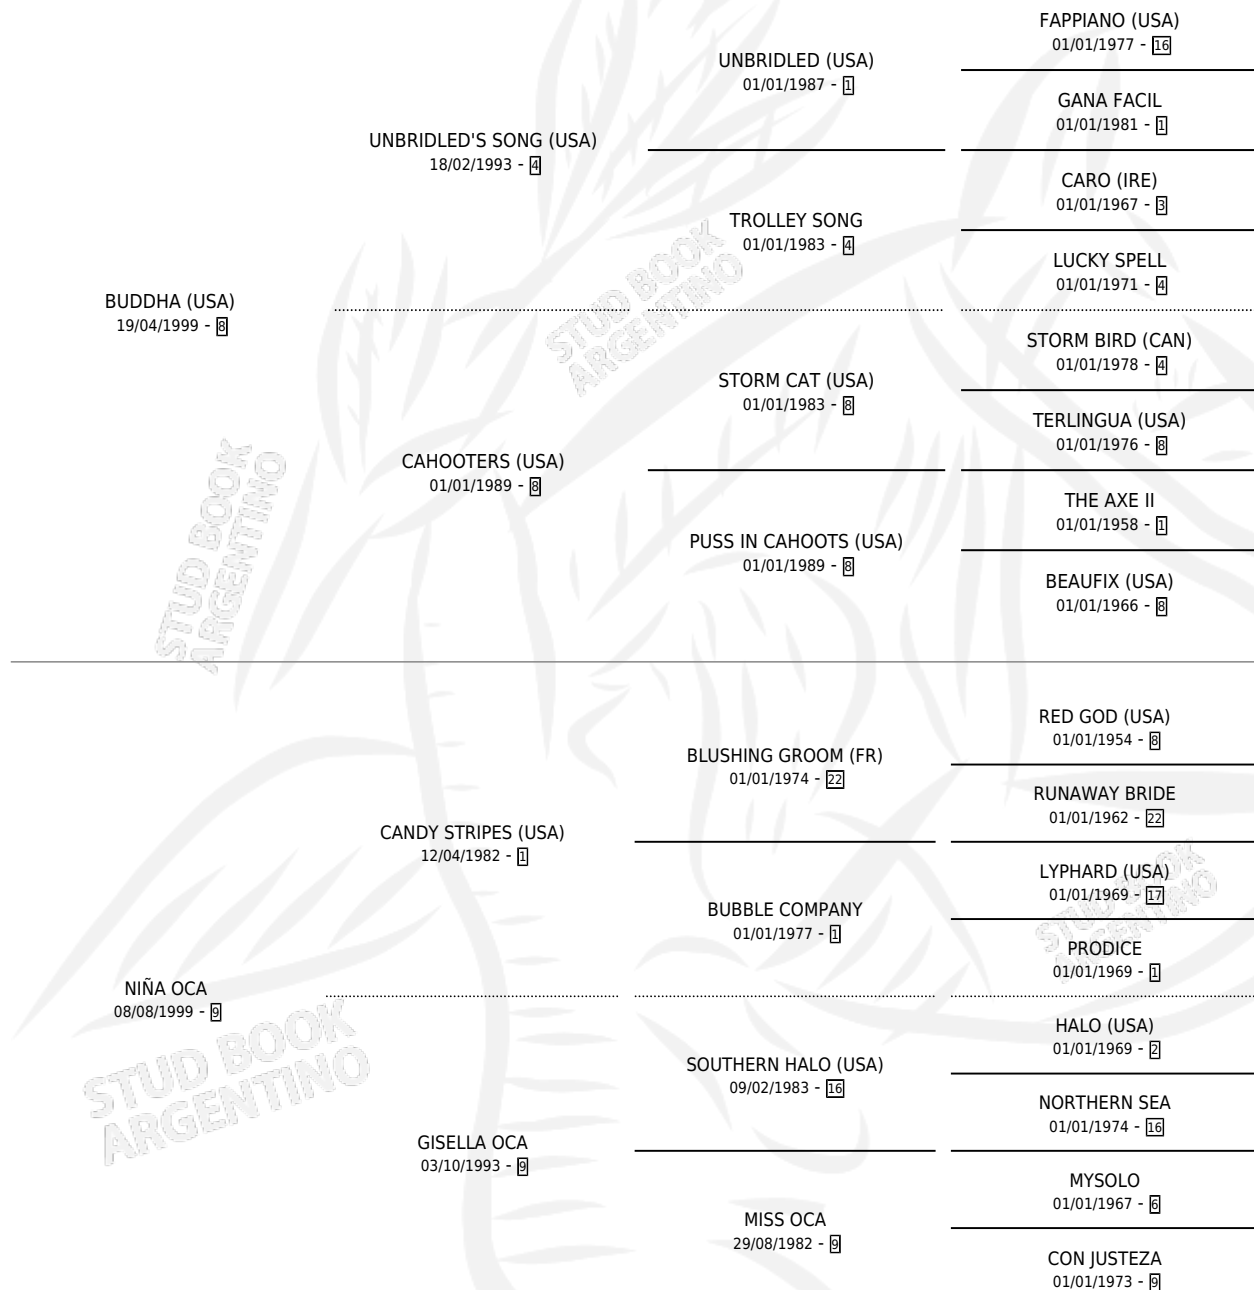 FAPPIANO (USA)
01/01/1977 - 16
UNBRIDLED (USA)
01/01/1987 - 1
GANA FACIL
01/01/1981 - 1
UNBRIDLED'S SONG (USA)
18/02/1993 - 4
CARO (IRE)
01/01/1967 - 3
TROLLEY SONG
01/01/1983 - 4
LUCKY SPELL
01/01/1971 - 4
BUDDHA (USA)
19/04/1999 - 8
STORM BIRD (CAN)
01/01/1978 - 4
STORM CAT (USA)
01/01/1983 - 8
TERLINGUA (USA)
01/01/1976 - 8
CAHOOTERS (USA)
01/01/1989 - 8
THE AXE II
01/01/1958 - 1
PUSS IN CAHOOTS (USA)
01/01/1989 - 8
BEAUFIX (USA)
01/01/1966 - 8
RED GOD (USA)
01/01/1954 - 8
BLUSHING GROOM (FR)
01/01/1974 - 22
RUNAWAY BRIDE
01/01/1962 - 22
CANDY STRIPES (USA)
12/04/1982 - 1
LYPHARD (USA)
01/01/1969 - 17
BUBBLE COMPANY
01/01/1977 - 1
PRODICE
01/01/1969 - 1
NIÑA OCA
08/08/1999 - 9
HALO (USA)
01/01/1969 - 2
SOUTHERN HALO (USA)
09/02/1983 - 16
NORTHERN SEA
01/01/1974 - 16
GISELLA OCA
03/10/1993 - 9
MYSOLO
01/01/1967 - 6
MISS OCA
29/08/1982 - 9
CON JUSTEZA
01/01/1973 - 9
STUD BOOK
ARGENTINO
STUD BOOK
ARGENTINO
STUD BOOK
ARGENTINO
STUD BOOK
ARGENTINO